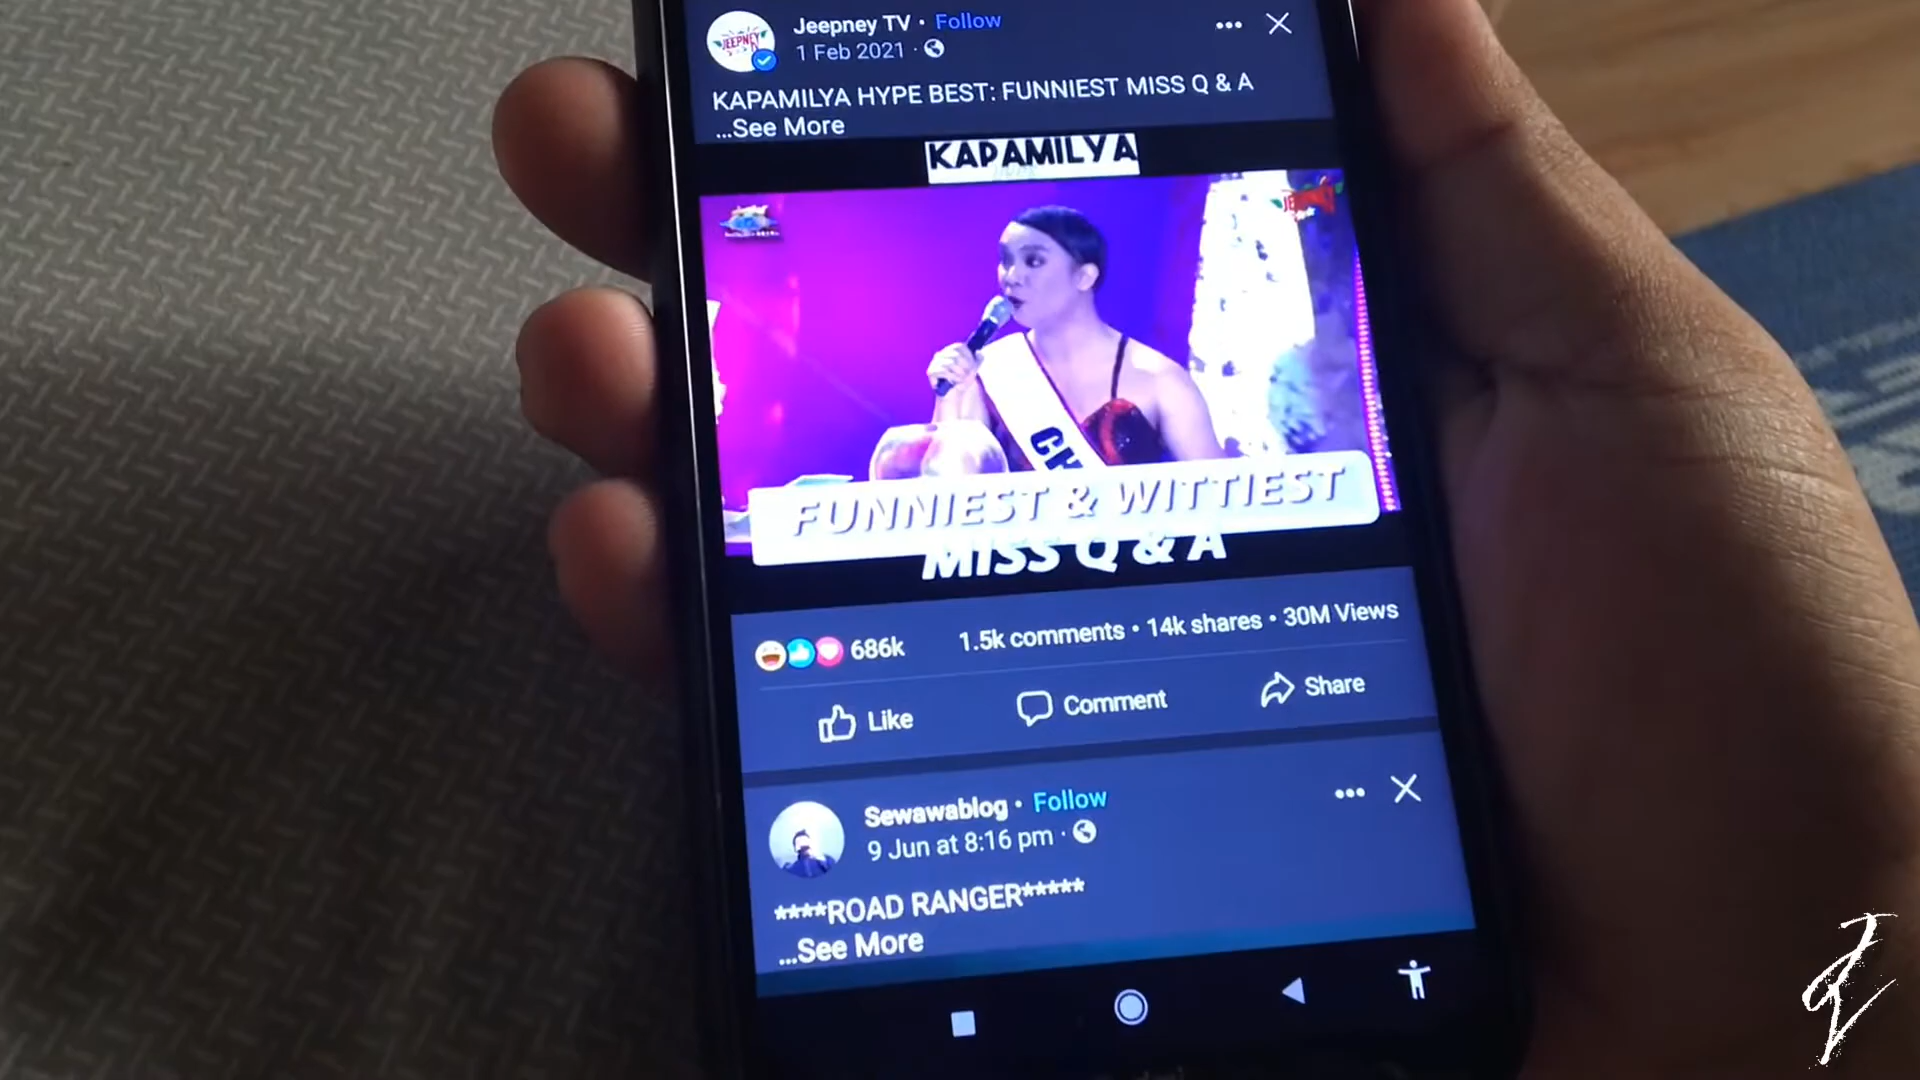 Jeepney TV · Follow
1 Feb 2021 ·
KAPAMILYA HYPE BEST: FUNNIEST MISS Q & A
...See More
KAPAMILYA
JEEPNEY
CH
FUNNIEST & WITTIEST
MISS Q & A
686k 1.5k comments • 14k shares • 30M Views
Like Comment Share
Sewawablog · Follow
9 Jun at 8:16 pm ·
****ROAD RANGER*****
...See More